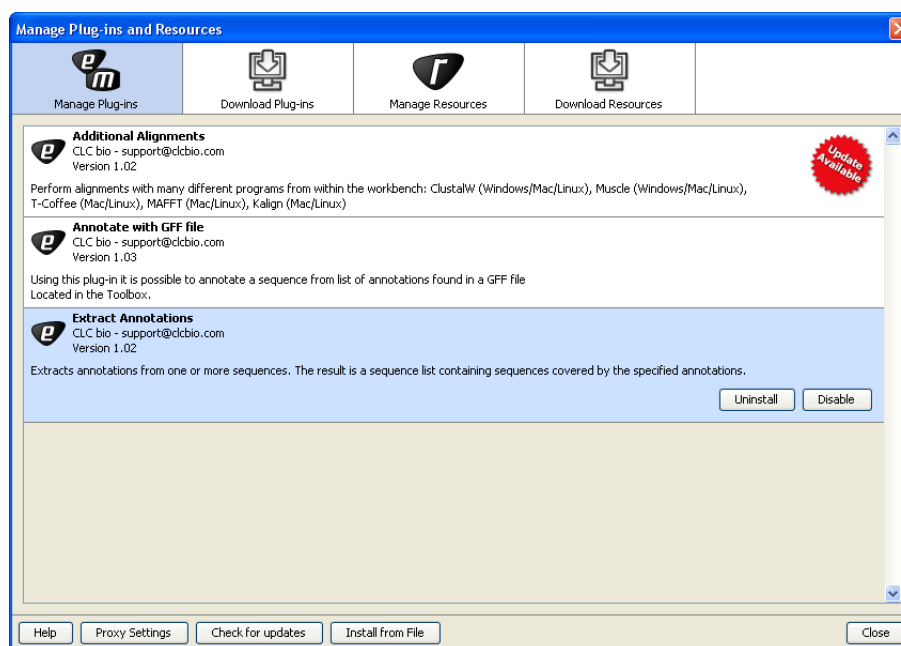 Manage Plug-ins and Resources
Manage Plug-ins
Download Plug-ins
Manage Resources
Download Resources
Additional Alignments
CLC bio - support@clcbio.com
Version 1.02
Update
Available
Perform alignments with many different programs from within the workbench: ClustalW (Windows/Mac/Linux), Muscle (Windows/Mac/Linux),
T-Coffee (Mac/Linux), MAFFT (Mac/Linux), Kalign (Mac/Linux)
Annotate with GFF file
CLC bio - support@clcbio.com
Version 1.03
Using this plug-in it is possible to annotate a sequence from list of annotations found in a GFF file
Located in the Toolbox.
Extract Annotations
CLC bio - support@clcbio.com
Version 1.02
Extracts annotations from one or more sequences. The result is a sequence list containing sequences covered by the specified annotations.
Uninstall
Disable
Help
Proxy Settings
Check for updates
Install from File
Close